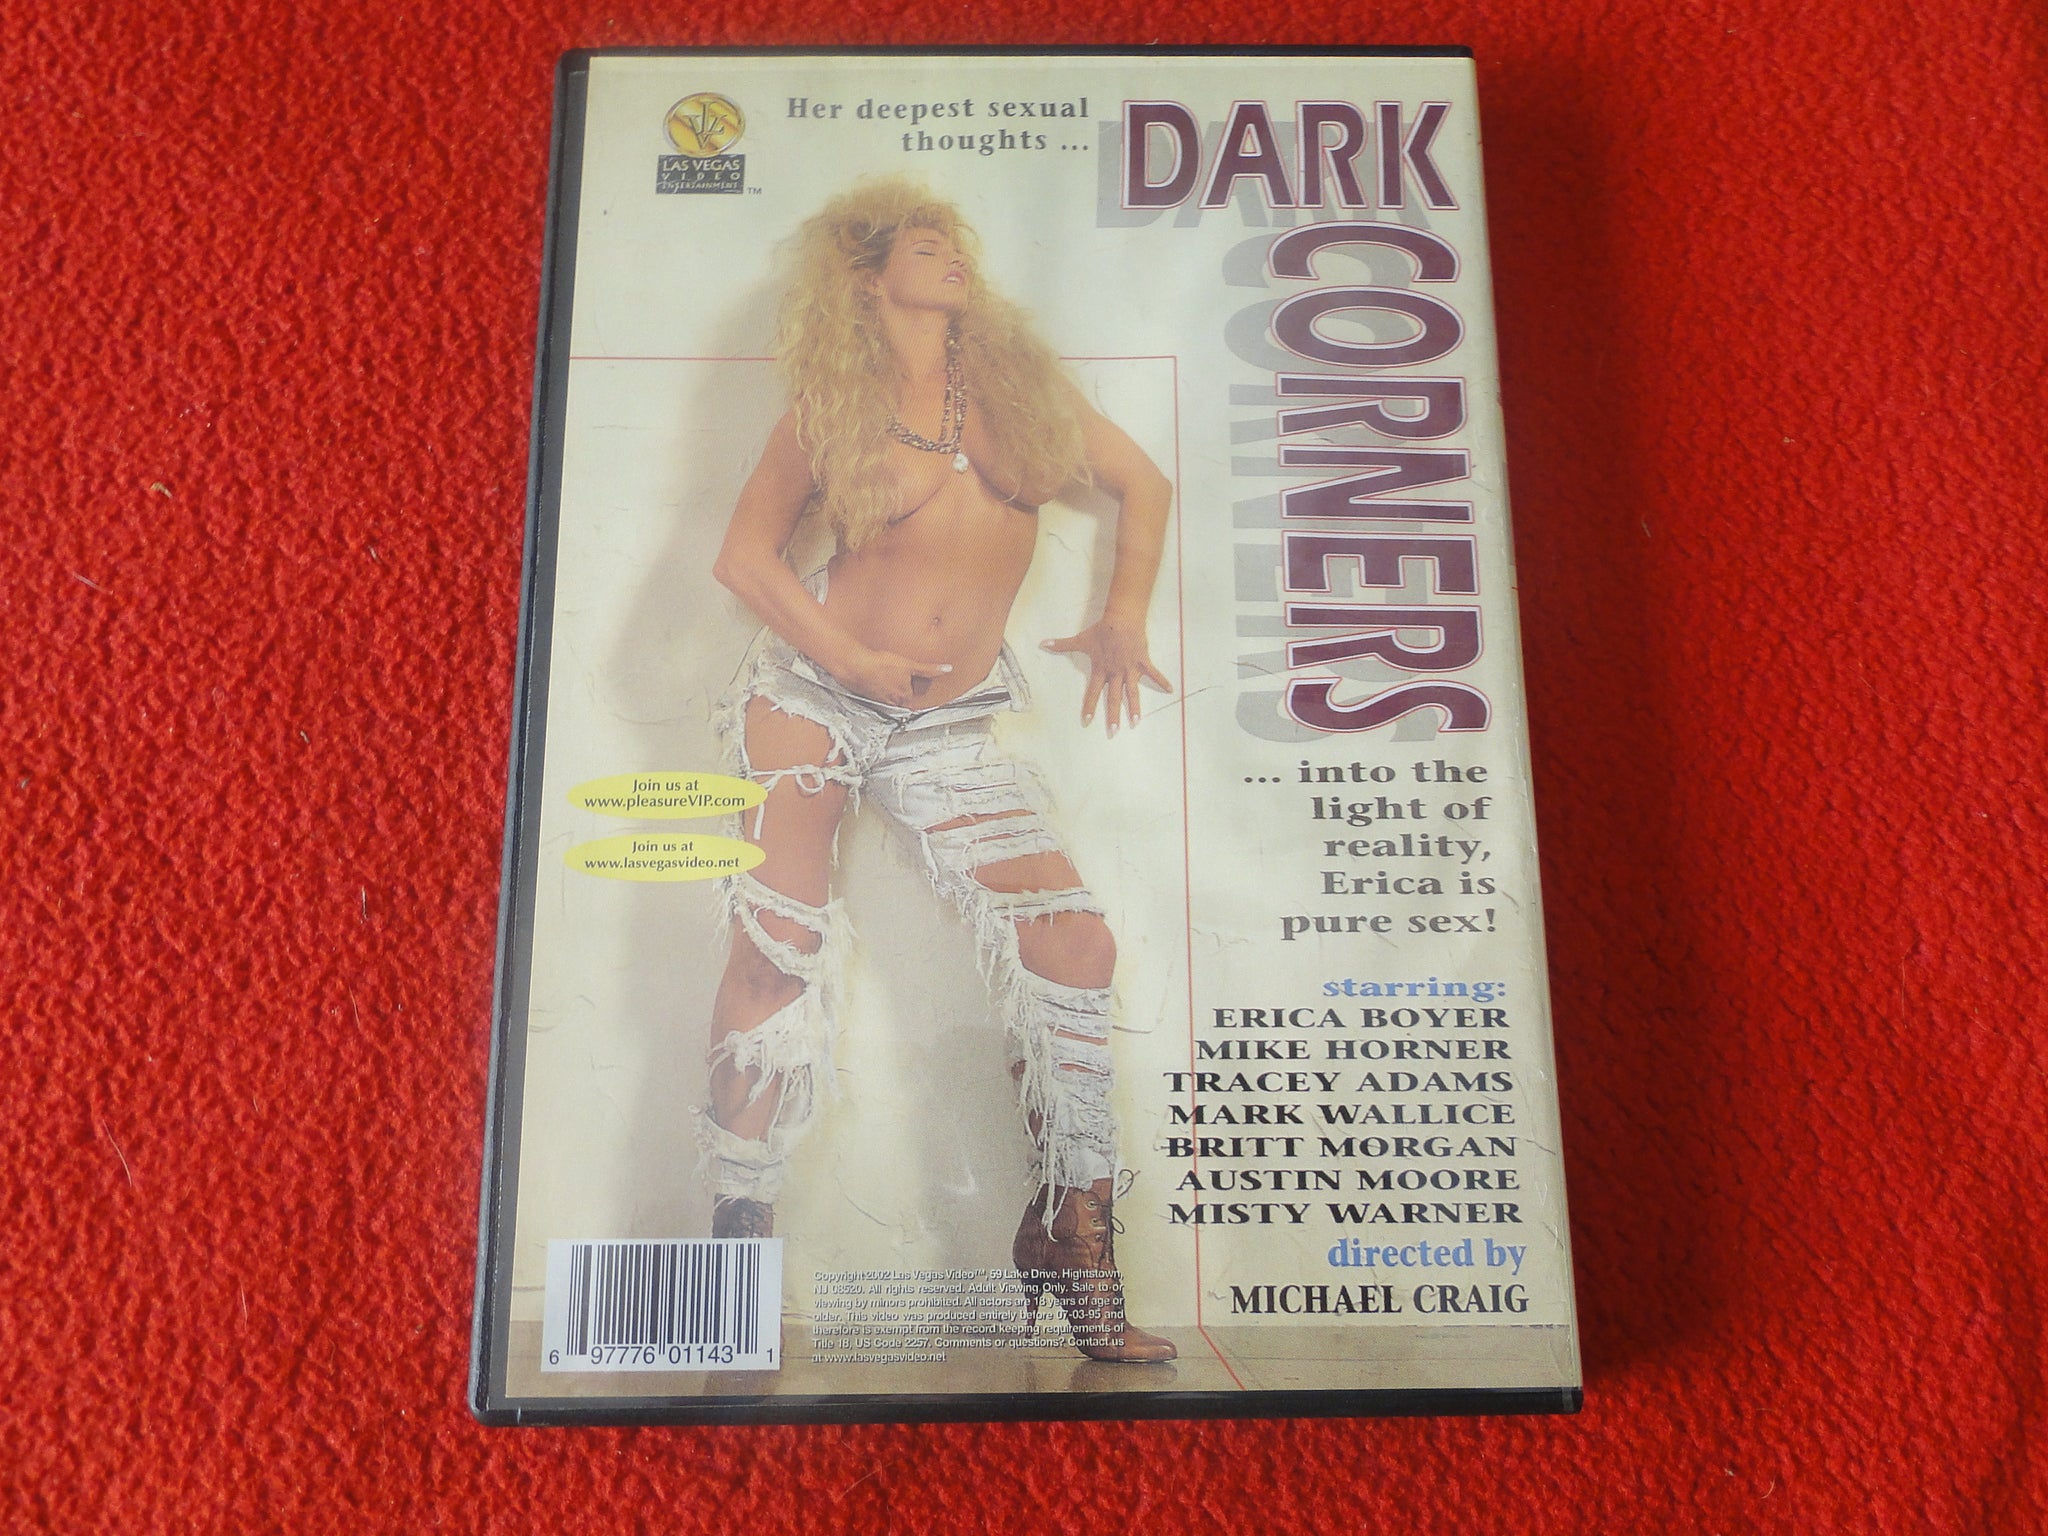 LAS VEGAS
VIDEO
ENTERTAINMENT
TM
Her deepest sexual
thoughts ...
DARK
CORNERS
... into the
light of
reality,
Erica is
pure sex!
Join us at
www.pleasureVIP.com
Join us at
www.lasvegasvideo.net
starring:
ERICA BOYER
MIKE HORNER
TRACEY ADAMS
MARK WALLICE
BRITT MORGAN
AUSTIN MOORE
MISTY WARNER
directed by
MICHAEL CRAIG
Copyright 2002 Las Vegas Video™, 59 Lake Drive, Hightstown,
NJ 08520. All rights reserved. Adult Viewing Only. Sale to or
viewing by minors prohibited. All actors are 18 years of age or
older. This video was produced entirely before 07-03-95 and
therefore is exempt from the record keeping requirements of
Title 18, US Code 2257. Comments or questions? Contact us
at www.lasvegasvideo.net
6 97776 01143 1